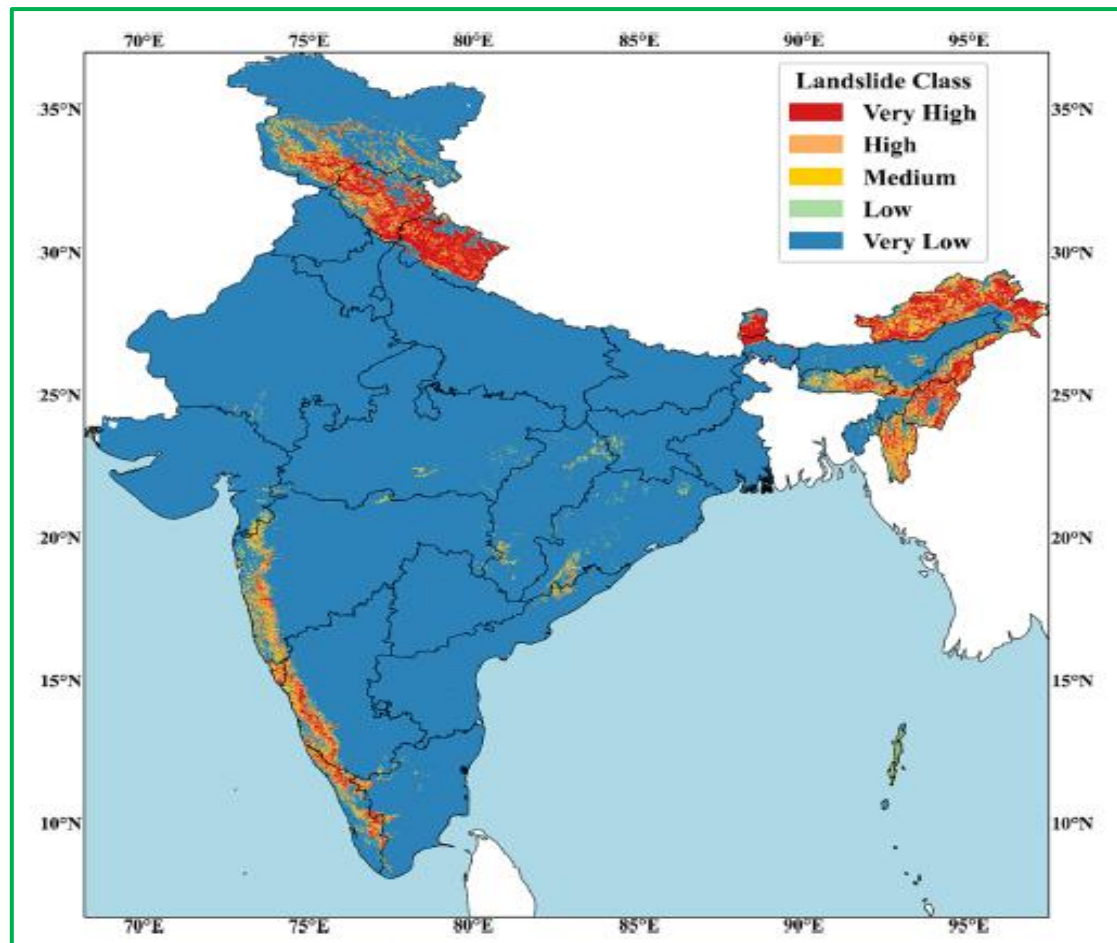 70°E 75°E 80°E 85°E 90°E 95°E
Landslide Class
Very High
High
Medium
Low
Very Low
35°N 35°N
30°N 30°N
25°N 25°N
20°N 20°N
15°N 15°N
10°N 10°N
70°E 75°E 80°E 85°E 90°E 95°E